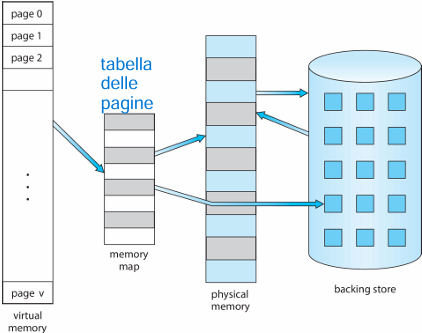 page 0
page 1
page 2
page v
virtual
memory
tabella
delle
pagine
memory
map
physical
memory
backing store